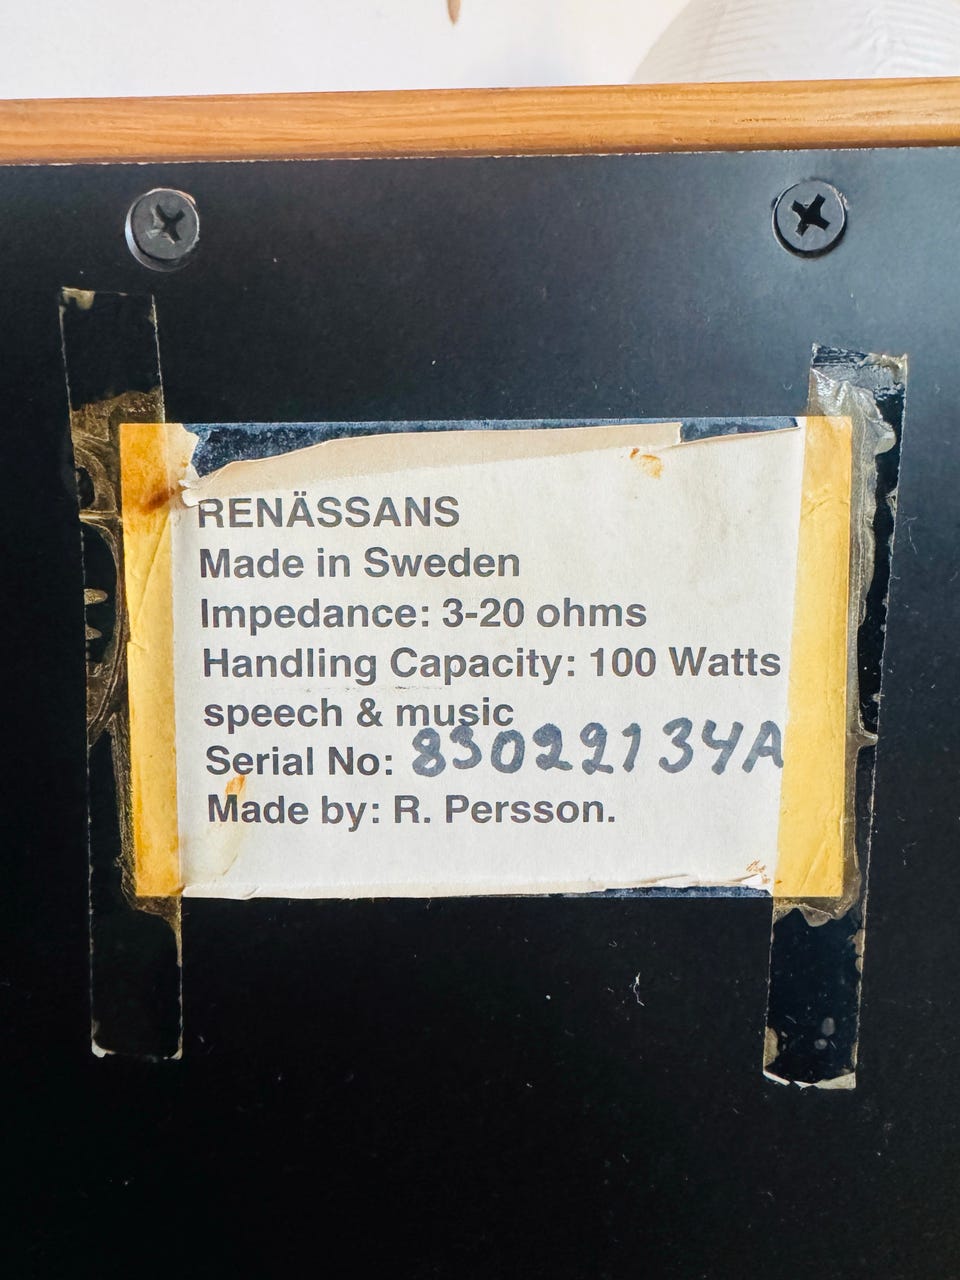 RENÄSSANS
Made in Sweden
Impedance: 3-20 ohms
Handling Capacity: 100 Watts
speech & music
Serial No: 83022134A
Made by: R. Persson.